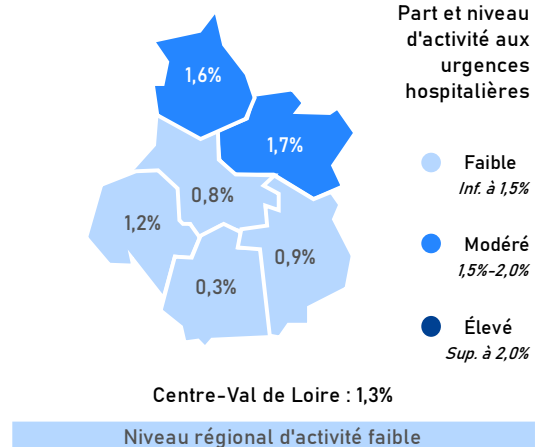 Part et niveau
d'activité aux
urgences
hospitalières
1,6%
1,7%
0,8%
1,2%
0,9%
0,3%
Faible
Inf. à 1,5%
Modéré
1,5%-2,0%
Élevé
Sup. à 2,0%
Centre-Val de Loire : 1,3%
Niveau régional d'activité faible